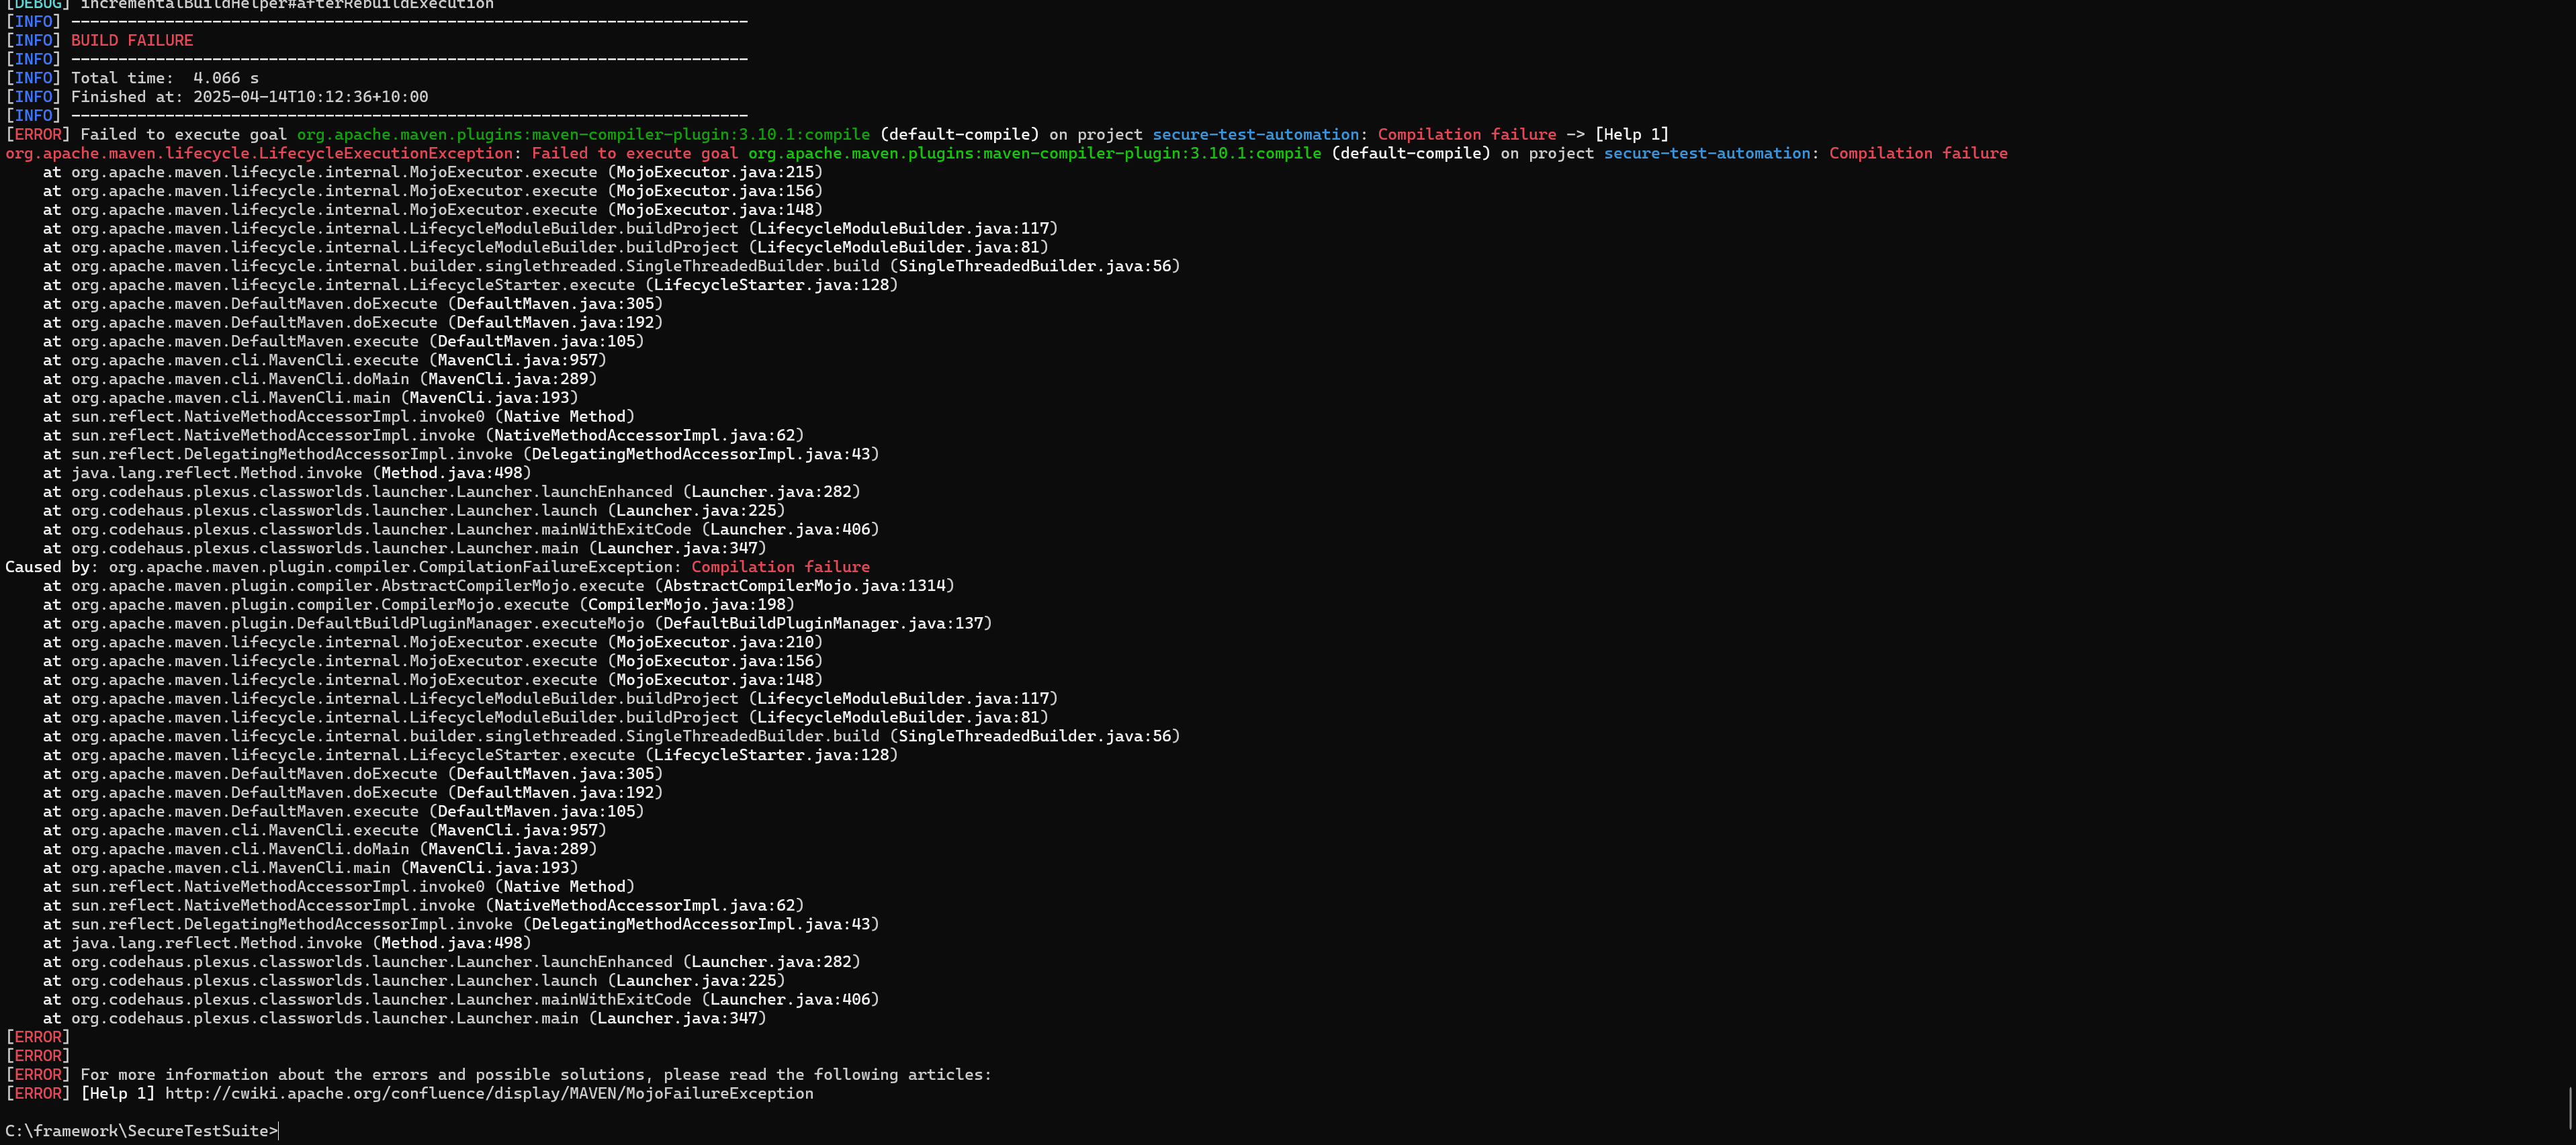 [DEBUG] incrementalBuildHelper#afterRebuildExecution
[INFO] ------------------------------------------------------------------------
[INFO] BUILD FAILURE
[INFO] ------------------------------------------------------------------------
[INFO] Total time:  4.066 s
[INFO] Finished at: 2025-04-14T10:12:36+10:00
[INFO] ------------------------------------------------------------------------
[ERROR] Failed to execute goal org.apache.maven.plugins:maven-compiler-plugin:3.10.1:compile (default-compile) on project secure-test-automation: Compilation failure -> [Help 1]
org.apache.maven.lifecycle.LifecycleExecutionException: Failed to execute goal org.apache.maven.plugins:maven-compiler-plugin:3.10.1:compile (default-compile) on project secure-test-automation: Compilation failure
    at org.apache.maven.lifecycle.internal.MojoExecutor.execute (MojoExecutor.java:215)
    at org.apache.maven.lifecycle.internal.MojoExecutor.execute (MojoExecutor.java:156)
    at org.apache.maven.lifecycle.internal.MojoExecutor.execute (MojoExecutor.java:148)
    at org.apache.maven.lifecycle.internal.LifecycleModuleBuilder.buildProject (LifecycleModuleBuilder.java:117)
    at org.apache.maven.lifecycle.internal.LifecycleModuleBuilder.buildProject (LifecycleModuleBuilder.java:81)
    at org.apache.maven.lifecycle.internal.builder.singlethreaded.SingleThreadedBuilder.build (SingleThreadedBuilder.java:56)
    at org.apache.maven.lifecycle.internal.LifecycleStarter.execute (LifecycleStarter.java:128)
    at org.apache.maven.DefaultMaven.doExecute (DefaultMaven.java:305)
    at org.apache.maven.DefaultMaven.doExecute (DefaultMaven.java:192)
    at org.apache.maven.DefaultMaven.execute (DefaultMaven.java:105)
    at org.apache.maven.cli.MavenCli.execute (MavenCli.java:957)
    at org.apache.maven.cli.MavenCli.doMain (MavenCli.java:289)
    at org.apache.maven.cli.MavenCli.main (MavenCli.java:193)
    at sun.reflect.NativeMethodAccessorImpl.invoke0 (Native Method)
    at sun.reflect.NativeMethodAccessorImpl.invoke (NativeMethodAccessorImpl.java:62)
    at sun.reflect.DelegatingMethodAccessorImpl.invoke (DelegatingMethodAccessorImpl.java:43)
    at java.lang.reflect.Method.invoke (Method.java:498)
    at org.codehaus.plexus.classworlds.launcher.Launcher.launchEnhanced (Launcher.java:282)
    at org.codehaus.plexus.classworlds.launcher.Launcher.launch (Launcher.java:225)
    at org.codehaus.plexus.classworlds.launcher.Launcher.mainWithExitCode (Launcher.java:406)
    at org.codehaus.plexus.classworlds.launcher.Launcher.main (Launcher.java:347)
Caused by: org.apache.maven.plugin.compiler.CompilationFailureException: Compilation failure
    at org.apache.maven.plugin.compiler.AbstractCompilerMojo.execute (AbstractCompilerMojo.java:1314)
    at org.apache.maven.plugin.compiler.CompilerMojo.execute (CompilerMojo.java:198)
    at org.apache.maven.plugin.DefaultBuildPluginManager.executeMojo (DefaultBuildPluginManager.java:137)
    at org.apache.maven.lifecycle.internal.MojoExecutor.execute (MojoExecutor.java:210)
    at org.apache.maven.lifecycle.internal.MojoExecutor.execute (MojoExecutor.java:156)
    at org.apache.maven.lifecycle.internal.MojoExecutor.execute (MojoExecutor.java:148)
    at org.apache.maven.lifecycle.internal.LifecycleModuleBuilder.buildProject (LifecycleModuleBuilder.java:117)
    at org.apache.maven.lifecycle.internal.LifecycleModuleBuilder.buildProject (LifecycleModuleBuilder.java:81)
    at org.apache.maven.lifecycle.internal.builder.singlethreaded.SingleThreadedBuilder.build (SingleThreadedBuilder.java:56)
    at org.apache.maven.lifecycle.internal.LifecycleStarter.execute (LifecycleStarter.java:128)
    at org.apache.maven.DefaultMaven.doExecute (DefaultMaven.java:305)
    at org.apache.maven.DefaultMaven.doExecute (DefaultMaven.java:192)
    at org.apache.maven.DefaultMaven.execute (DefaultMaven.java:105)
    at org.apache.maven.cli.MavenCli.execute (MavenCli.java:957)
    at org.apache.maven.cli.MavenCli.doMain (MavenCli.java:289)
    at org.apache.maven.cli.MavenCli.main (MavenCli.java:193)
    at sun.reflect.NativeMethodAccessorImpl.invoke0 (Native Method)
    at sun.reflect.NativeMethodAccessorImpl.invoke (NativeMethodAccessorImpl.java:62)
    at sun.reflect.DelegatingMethodAccessorImpl.invoke (DelegatingMethodAccessorImpl.java:43)
    at java.lang.reflect.Method.invoke (Method.java:498)
    at org.codehaus.plexus.classworlds.launcher.Launcher.launchEnhanced (Launcher.java:282)
    at org.codehaus.plexus.classworlds.launcher.Launcher.launch (Launcher.java:225)
    at org.codehaus.plexus.classworlds.launcher.Launcher.mainWithExitCode (Launcher.java:406)
    at org.codehaus.plexus.classworlds.launcher.Launcher.main (Launcher.java:347)
[ERROR]
[ERROR]
[ERROR] For more information about the errors and possible solutions, please read the following articles:
[ERROR] [Help 1] http://cwiki.apache.org/confluence/display/MAVEN/MojoFailureException
C:\framework\SecureTestSuite>